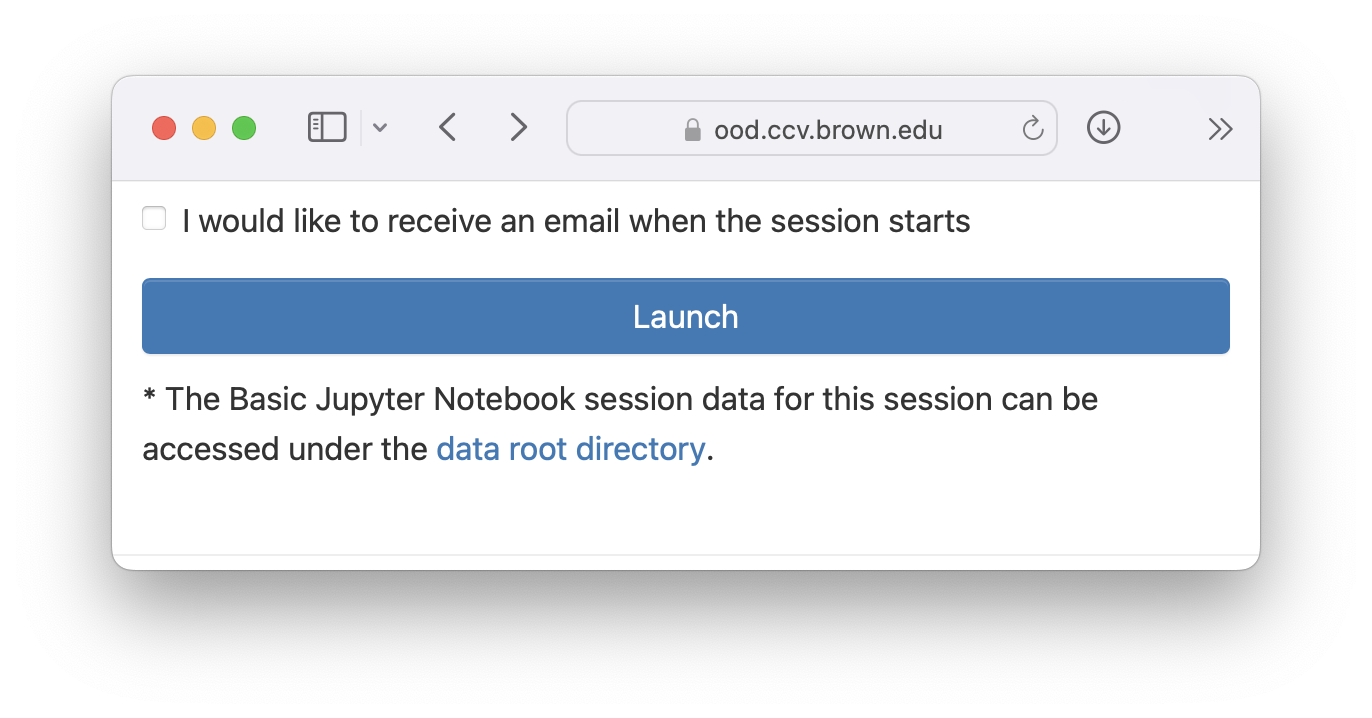 ood.ccv.brown.edu
I would like to receive an email when the session starts
Launch
* The Basic Jupyter Notebook session data for this session can be
accessed under the data root directory.